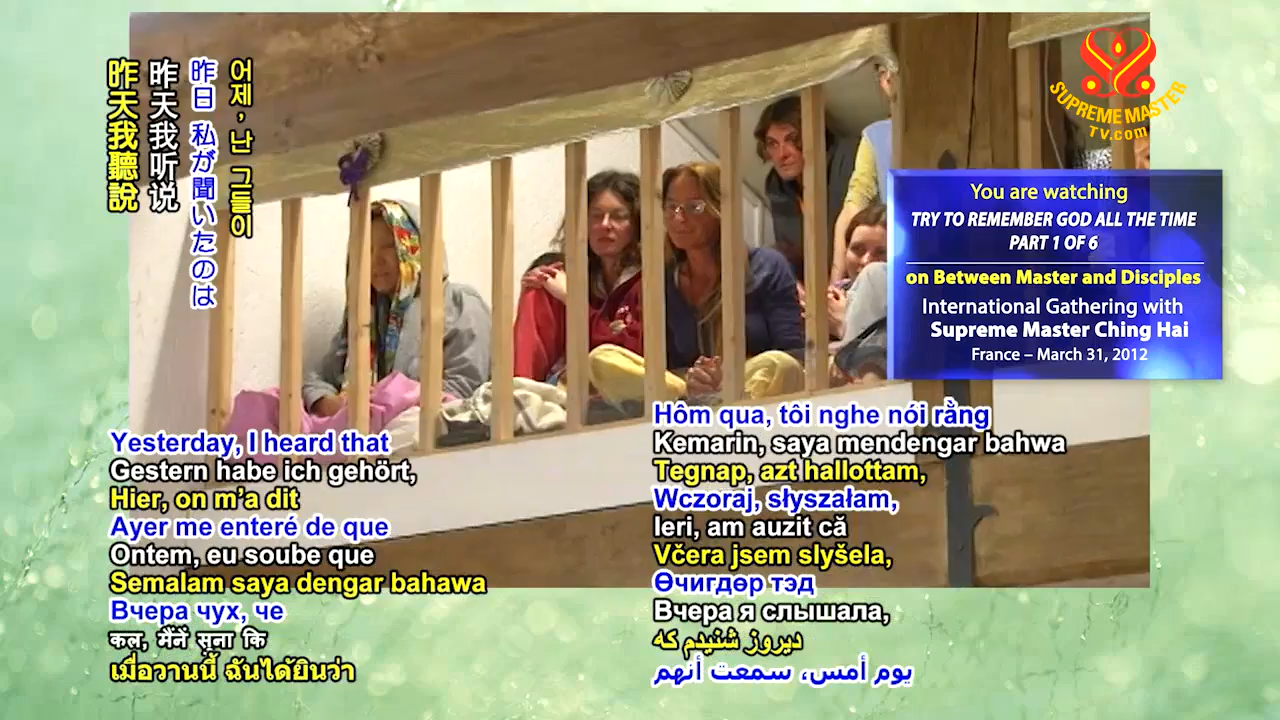 昨天我聽說
昨天我听说
昨日 私が聞いたのは
어제, 난 그들이
SUPREME MASTER
TV.com
You are watching
TRY TO REMEMBER GOD ALL THE TIME
PART 1 OF 6
on Between Master and Disciples
International Gathering with
Supreme Master Ching Hai
France – March 31, 2012
Yesterday, I heard that
Gestern habe ich gehört,
Hier, on m’a dit
Ayer me enteré de que
Ontem, eu soube que
Semalam saya dengar bahawa
Вчера чух, че
कल, मैंनें सुना कि
เมื่อวานนี้ ฉันได้ยินว่า
Hôm qua, tôi nghe nói rằng
Kemarin, saya mendengar bahwa
Tegnap, azt hallottam,
Wczoraj, słyszałam,
Ieri, am auzit că
Včera jsem slyšela,
Өчигдөр тэд
Вчера я слышала,
دیروز شنیدم که
يوم أمس، سمعت أنهم